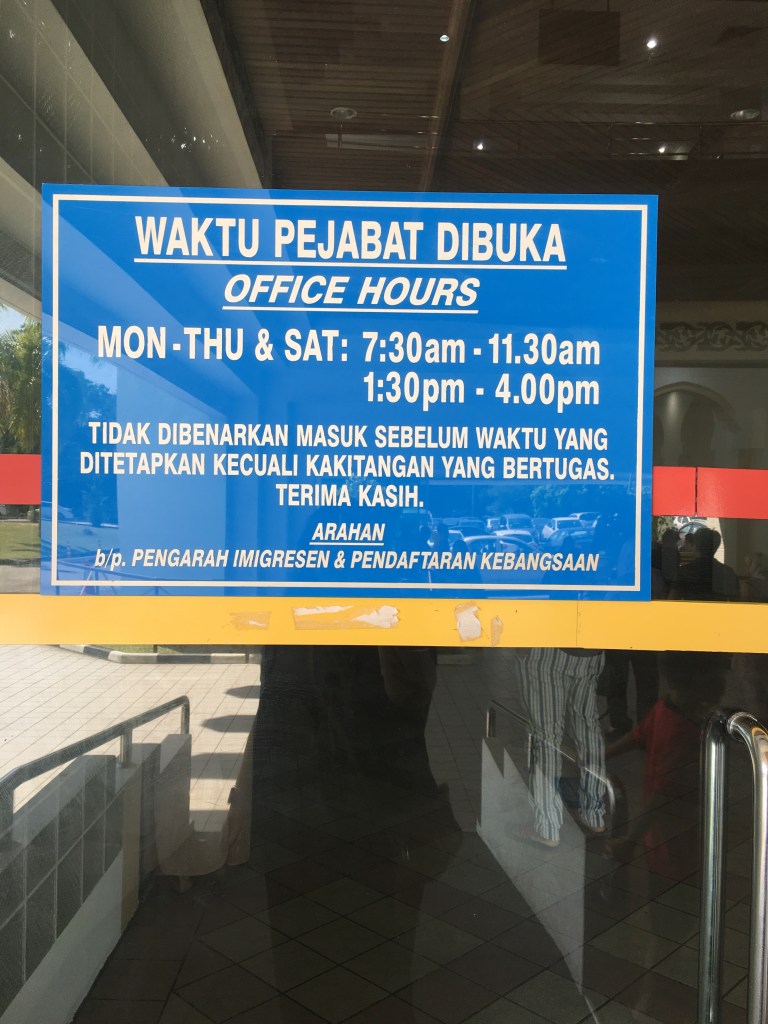 WAKTU PEJABAT DIBUKA
OFFICE HOURS
MON-THU & SAT: 7:30am - 11.30am
1:30pm - 4.00pm
TIDAK DIBENARKAN MASUK SEBELUM WAKTU YANG
DITETAPKAN KECUALI KAKITANGAN YANG BERTUGAS.
TERIMA KASIH.
ARAHAN
b/p. PENGARAH IMIGRESEN & PENDAFTARAN KEBANGSAAN